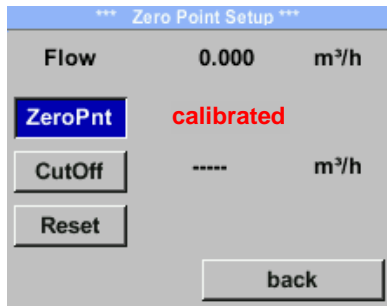 *** Zero Point Setup ***
Flow 0.000 m³/h
ZeroPnt calibrated
CutOff ----- m³/h
Reset
back